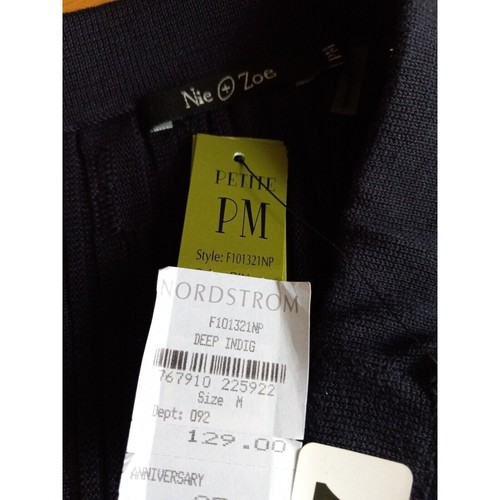 Nic + Zoe
PETITE
PM
Style: F101321NP
NORDSTROM
F101321NP
DEEP INDIG
767910 225922
Size M
Dept: 092
129.00
ANNIVERSARY